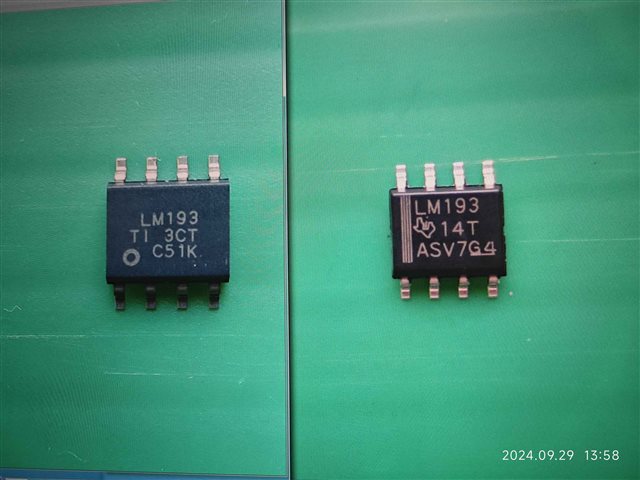 LM193
TI 3CT
C51K
LM193
14T
ASV7G4
2024.09.29 13:58